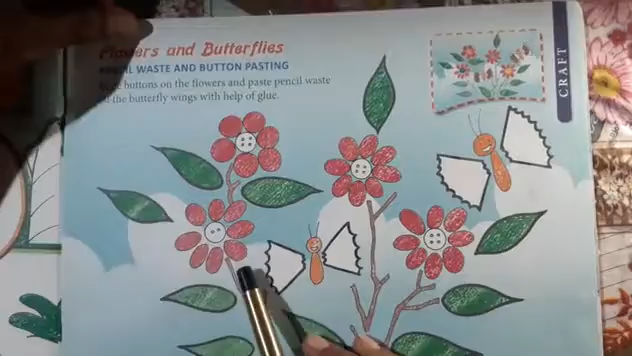 Flowers and Butterflies
PENCIL WASTE AND BUTTON PASTING
buttons on the flowers and paste pencil waste
the butterfly wings with help of glue.
CRAFT